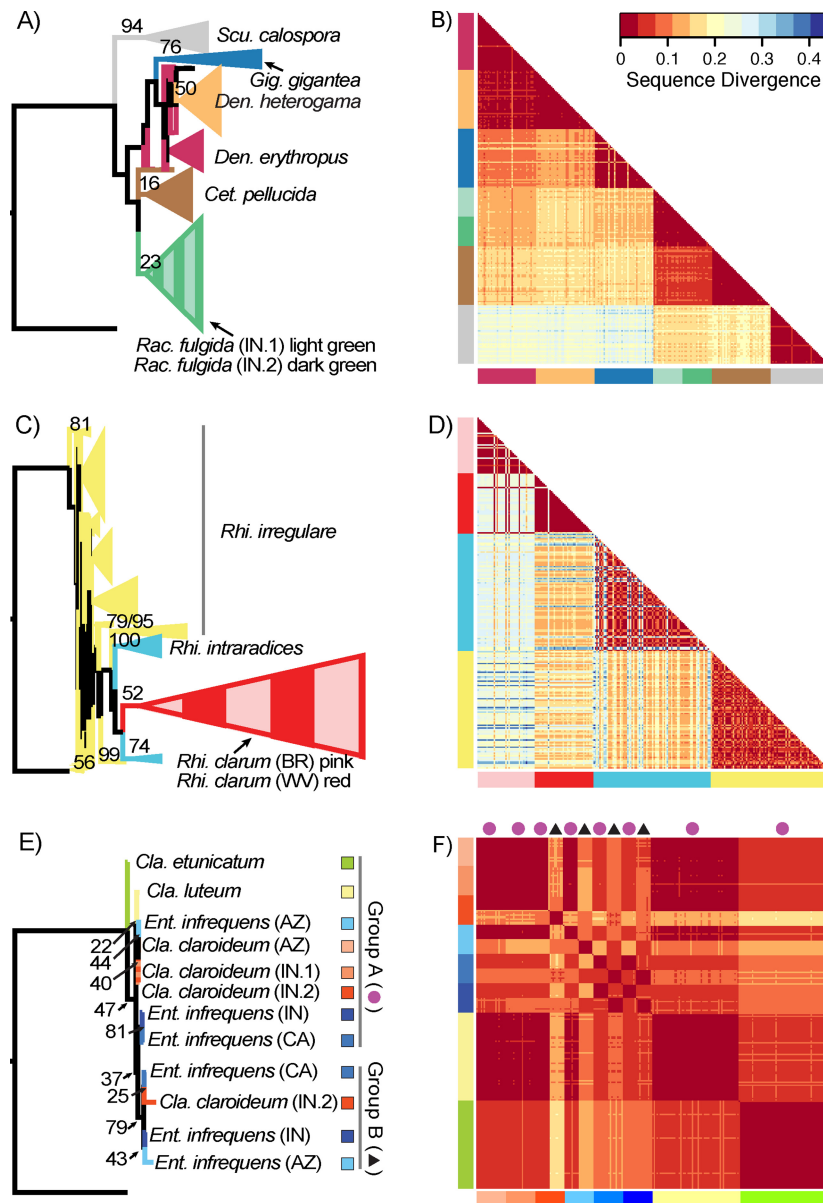 A)
94
Scu. calospora
76
Gig. gigantea
50
Den. heterogama
Den. erythropus
16
Cet. pellucida
23
Rac. fulgida (IN.1) light green
Rac. fulgida (IN.2) dark green
B)
0 0.1 0.2 0.3 0.4
Sequence Divergence
C)
81
Rhi. irregulare
79/95
100
Rhi. intraradices
52
74
99
56
Rhi. clarum (BR) pink
Rhi. clarum (WV) red
D)
E)
Cla. etunicatum
Cla. luteum
Ent. infrequens (AZ)
22
Cla. claroideum (AZ)
44
Cla. claroideum (IN.1)
40
Cla. claroideum (IN.2)
47
Ent. infrequens (IN)
81
Ent. infrequens (CA)
37
Ent. infrequens (CA)
25
Cla. claroideum (IN.2)
79
Ent. infrequens (IN)
43
Ent. infrequens (AZ)
Group A (●)
Group B (▲)
F)